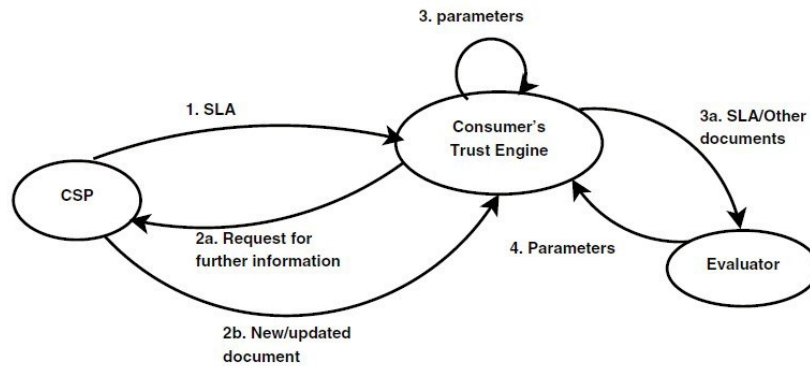 3. parameters
1. SLA
Consumer's
Trust Engine
3a. SLA/Other
documents
CSP
2a. Request for
further information
4. Parameters
Evaluator
2b. New/updated
document